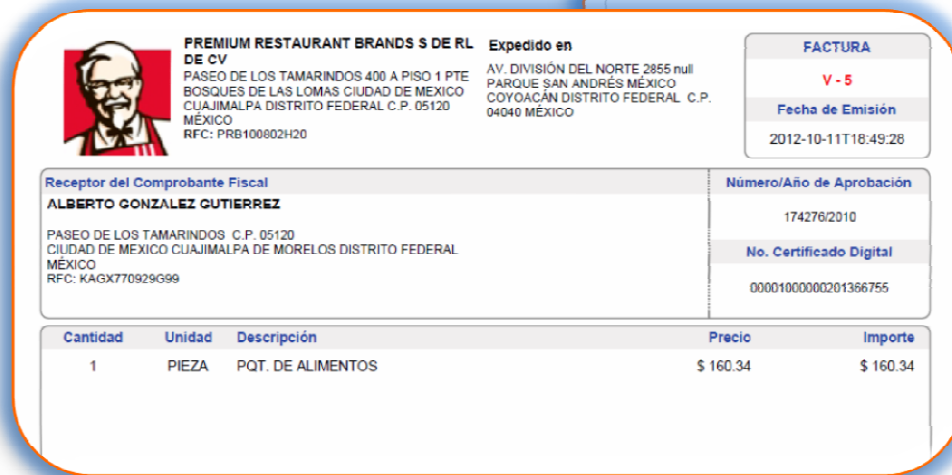 PREMIUM RESTAURANT BRANDS S DE RL
DE CV
PASEO DE LOS TAMARINDOS 400 A PISO 1 PTE
BOSQUES DE LAS LOMAS CIUDAD DE MEXICO
CUAJIMALPA DISTRITO FEDERAL C.P. 05120
MÉXICO
RFC: PRB100802H20
Expedido en
AV. DIVISIÓN DEL NORTE 2855 null
PARQUE SAN ANDRÉS MÉXICO
COYOACÁN DISTRITO FEDERAL C.P.
04040 MÉXICO
FACTURA
V - 5
Fecha de Emisión
2012-10-11T18:49:28
Receptor del Comprobante Fiscal
ALBERTO GONZALEZ GUTIERREZ
PASEO DE LOS TAMARINDOS C.P. 05120
CIUDAD DE MEXICO CUAJIMALPA DE MORELOS DISTRITO FEDERAL
MÉXICO
RFC: KAGX770929G99
Número/Año de Aprobación
174276/2010
No. Certificado Digital
00001000000201366755
Cantidad Unidad Descripción Precio Importe
1 PIEZA PQT. DE ALIMENTOS $ 160.34 $ 160.34